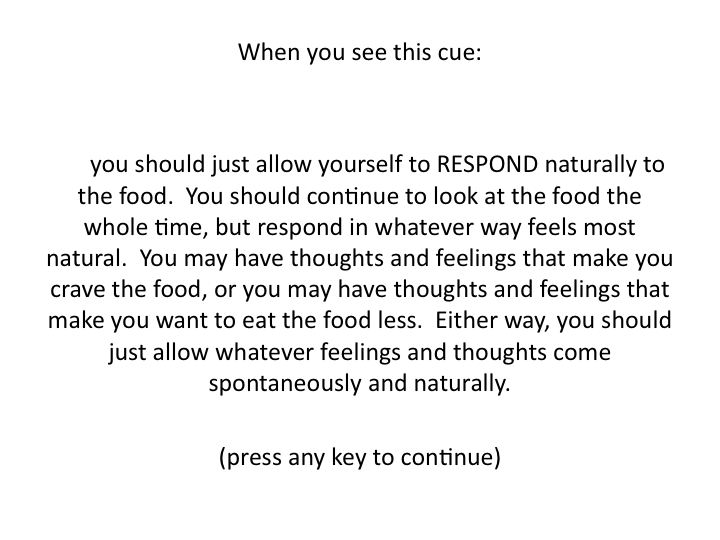 When you see this cue:
you should just allow yourself to RESPOND naturally to
the food.  You should continue to look at the food the
whole time, but respond in whatever way feels most
natural.  You may have thoughts and feelings that make you
crave the food, or you may have thoughts and feelings that
make you want to eat the food less.  Either way, you should
just allow whatever feelings and thoughts come
spontaneously and naturally.
(press any key to continue)